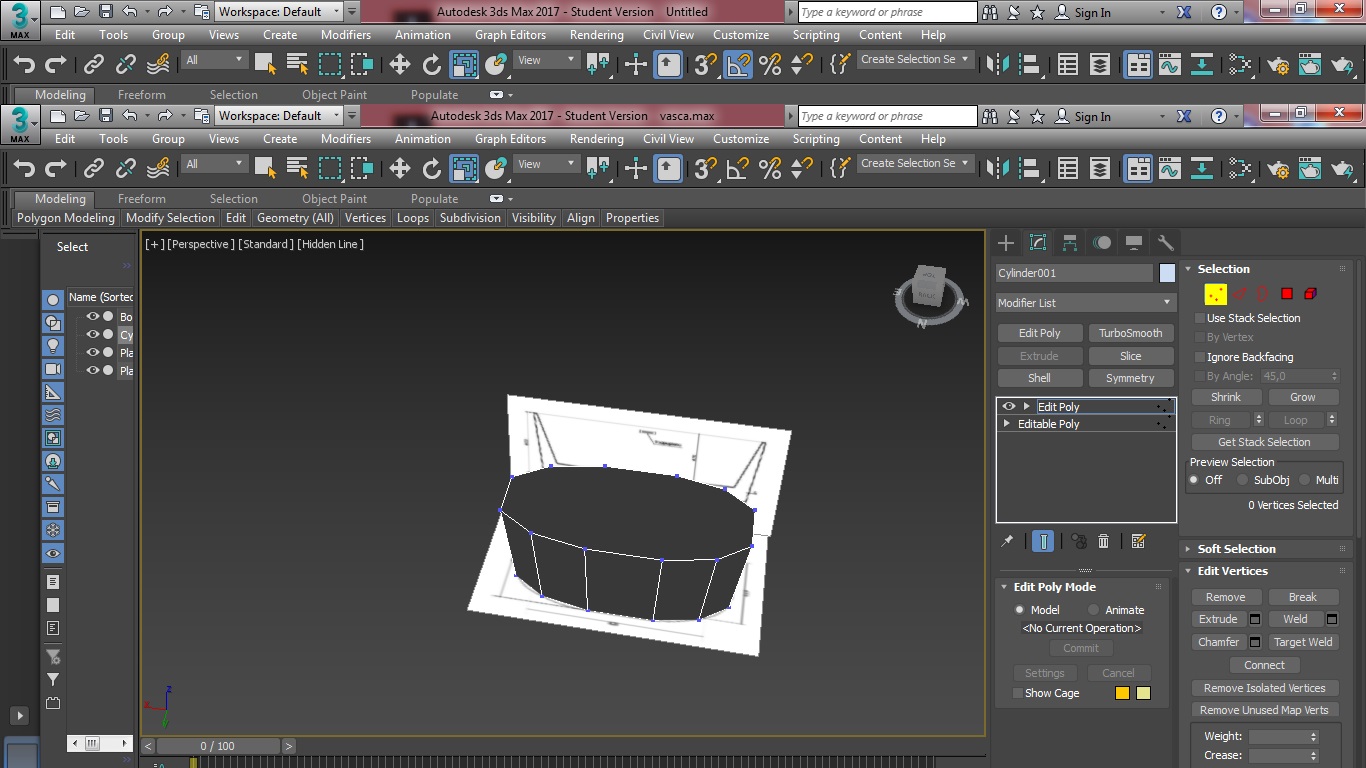 Workspace: Default
Autodesk 3ds Max 2017 - Student Version Untitled
Type a keyword or phrase
Sign In
MAX
Edit Tools Group Views Create Modifiers Animation Graph Editors Rendering Civil View Customize Scripting Content Help
All View Create Selection Se
Modeling Freeform Selection Object Paint Populate
Workspace: Default
Autodesk 3ds Max 2017 - Student Version vasca.max
Type a keyword or phrase
Sign In
MAX
Edit Tools Group Views Create Modifiers Animation Graph Editors Rendering Civil View Customize Scripting Content Help
All View Create Selection Se
Modeling Freeform Selection Object Paint Populate
Polygon Modeling Modify Selection Edit Geometry (All) Vertices Loops Subdivision Visibility Align Properties
Select
Name (Sorted
Bo
Cy
Pla
Pla
[+] [Perspective] [Standard] [Hidden Line]
N
z
x
0 / 100
Cylinder001
Modifier List
Edit Poly TurboSmooth
Extrude Slice
Shell Symmetry
Edit Poly
Editable Poly
Edit Poly Mode
Model Animate
<No Current Operation>
Commit
Settings Cancel
Show Cage
Selection
Use Stack Selection
By Vertex
Ignore Backfacing
By Angle: 45,0
Shrink Grow
Ring Loop
Get Stack Selection
Preview Selection
Off SubObj Multi
0 Vertices Selected
Soft Selection
Edit Vertices
Remove Break
Extrude Weld
Chamfer Target Weld
Connect
Remove Isolated Vertices
Remove Unused Map Verts
Weight:
Crease: